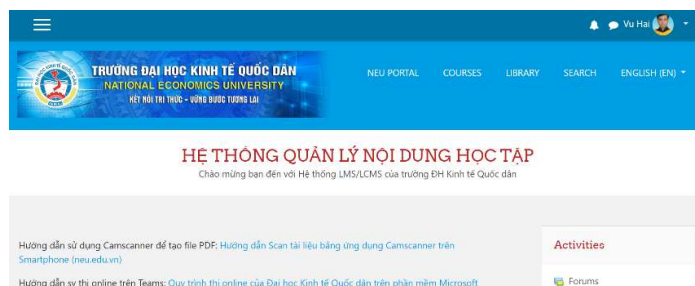 Vu Hai
TRƯỜNG ĐẠI HỌC KINH TẾ QUỐC DÂN
NATIONAL ECONOMICS UNIVERSITY
KẾT NỐI TRI THỨC - VỮNG BƯỚC TƯƠNG LAI
NEU PORTAL COURSES LIBRARY SEARCH ENGLISH (EN)
HỆ THỐNG QUẢN LÝ NỘI DUNG HỌC TẬP
Chào mừng bạn đến với Hệ thống LMS/LCMS của trường ĐH Kinh tế Quốc dân
Hướng dẫn sử dụng Camscanner để tạo file PDF: Hướng dẫn Scan tài liệu bằng ứng dụng Camscanner trên
Smartphone (neu.edu.vn)
Hướng dẫn sv thi online trên Teams: Quy trình thi online của Đại học Kinh tế Quốc dân trên phần mềm Microsoft
Activities
Forums